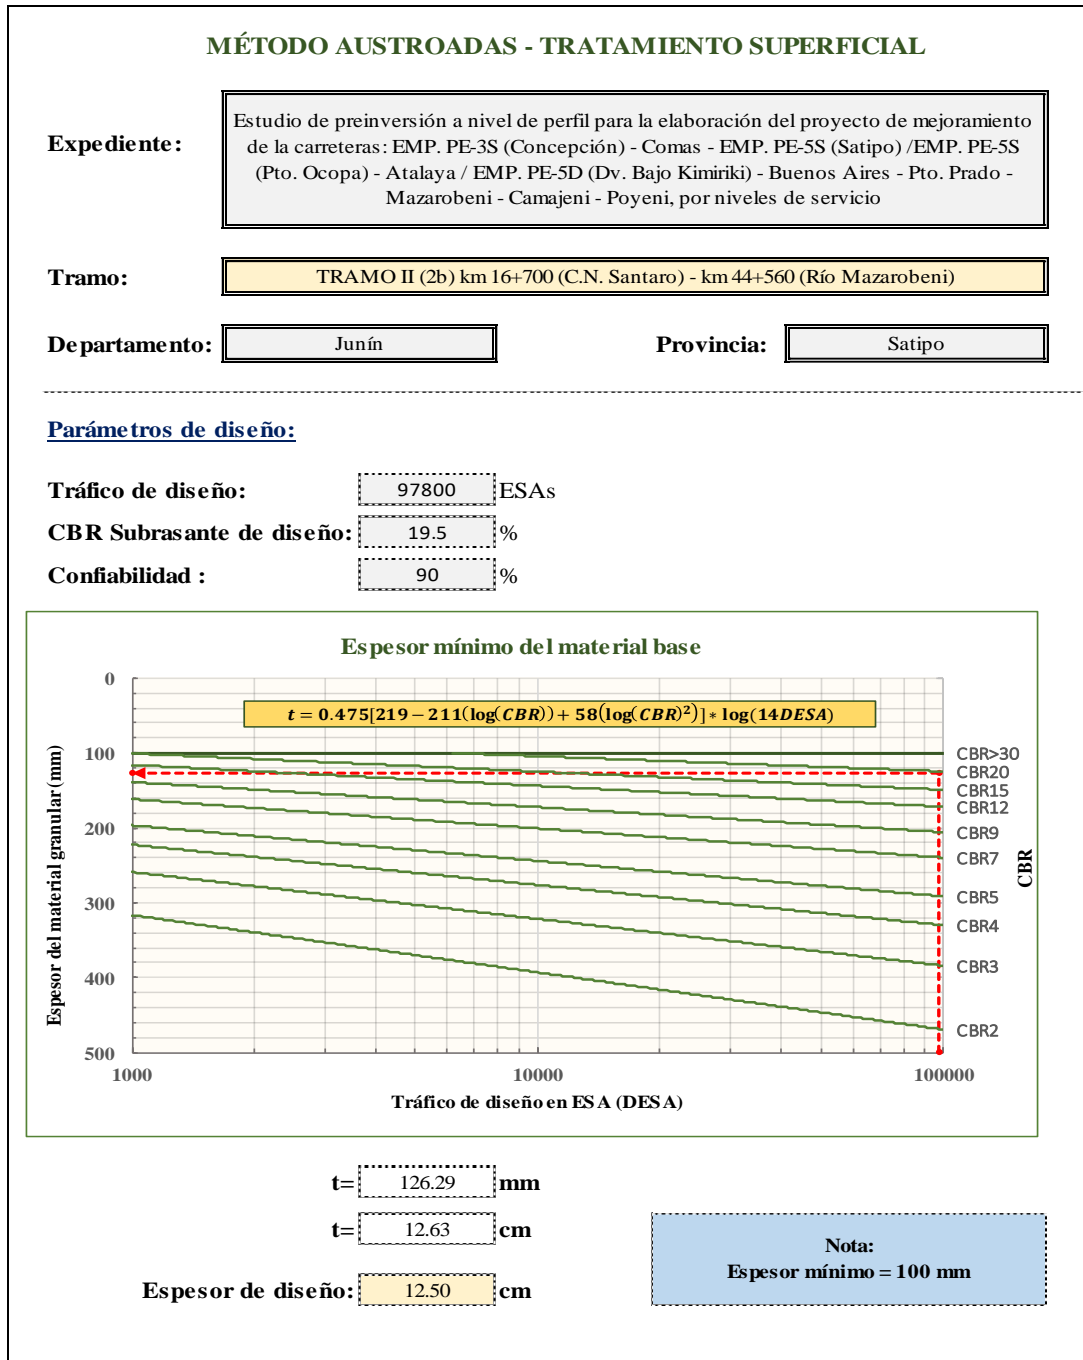 MÉTODO AUSTROADAS - TRATAMIENTO SUPERFICIAL
Expediente:
Estudio de preinversión a nivel de perfil para la elaboración del proyecto de mejoramiento
de la carreteras: EMP. PE-3S (Concepción) - Comas - EMP. PE-5S (Satipo) /EMP. PE-5S
(Pto. Ocopa) - Atalaya / EMP. PE-5D (Dv. Bajo Kimiriki) - Buenos Aires - Pto. Prado -
Mazarobeni - Camajeni - Poyeni, por niveles de servicio
Tramo:
TRAMO II (2b) km 16+700 (C.N. Santaro) - km 44+560 (Río Mazarobeni)
Departamento: Junín Provincia: Satipo
Parámetros de diseño:
Tráfico de diseño: 97800 ESAs
CBR Subrasante de diseño: 19.5 %
Confiabilidad : 90 %
Espesor mínimo del material base
t = 0.475[219 − 211(log(CBR)) + 58(log(CBR)²)] ∗ log(14DESA)
Espesor del material granular (mm)
0
100
200
300
400
500
CBR>30
CBR20
CBR15
CBR12
CBR9
CBR7
CBR5
CBR4
CBR3
CBR2
CBR
1000 10000 100000
Tráfico de diseño en ESA (DESA)
t= 126.29 mm
t= 12.63 cm
Espesor de diseño: 12.50 cm
Nota:
Espesor mínimo = 100 mm